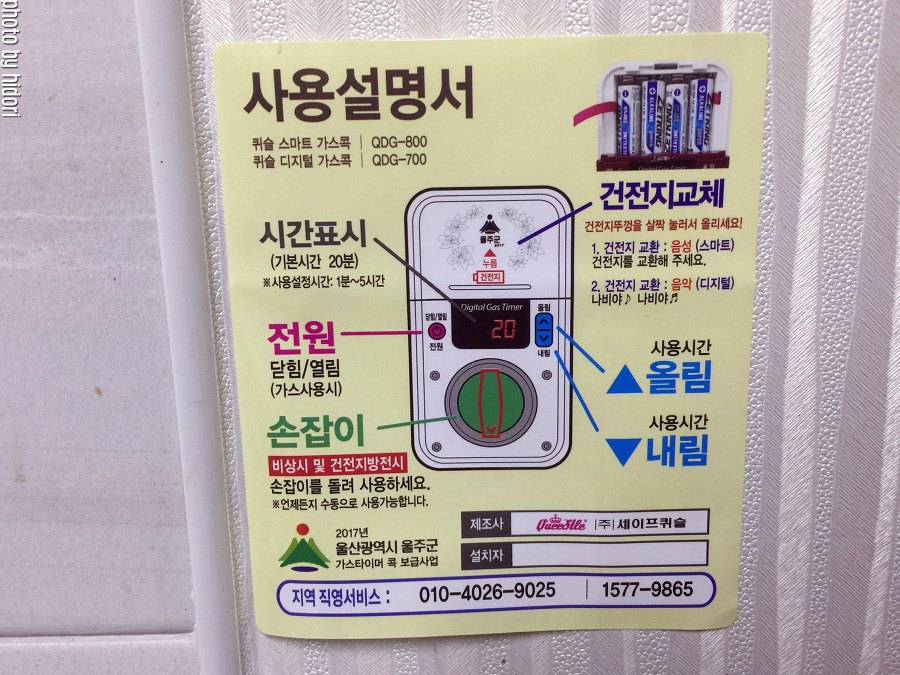 photo by hidori
사용설명서
퀴슬 스마트 가스콕 | QDG-800
퀴슬 디지털 가스콕 | QDG-700
건전지교체
건전지뚜껑을 살짝 눌러서 올리세요!
1. 건전지 교환 : 음성 (스마트)
건전지를 교환해 주세요.
2. 건전지 교환 : 음악 (디지털)
나비야♪ 나비야♬
시간표시
(기본시간 20분)
※사용설정시간: 1분~5시간
울주군
2017
누름
건전지
Digital Gas Timer
20
닫힘/열림
전원
올림
내림
전원
닫힘/열림
(가스사용시)
사용시간
▲올림
사용시간
▼내림
손잡이
비상시 및 건전지방전시
손잡이를 돌려 사용하세요.
※언제든지 수동으로 사용가능합니다.
2017년
울산광역시 울주군
가스타이머 콕 보급사업
제조사 Queestle (주)세이프퀴슬
설치자
지역 직영서비스 : 010-4026-9025 | 1577-9865
ALKALINE
Digital Gas Timer